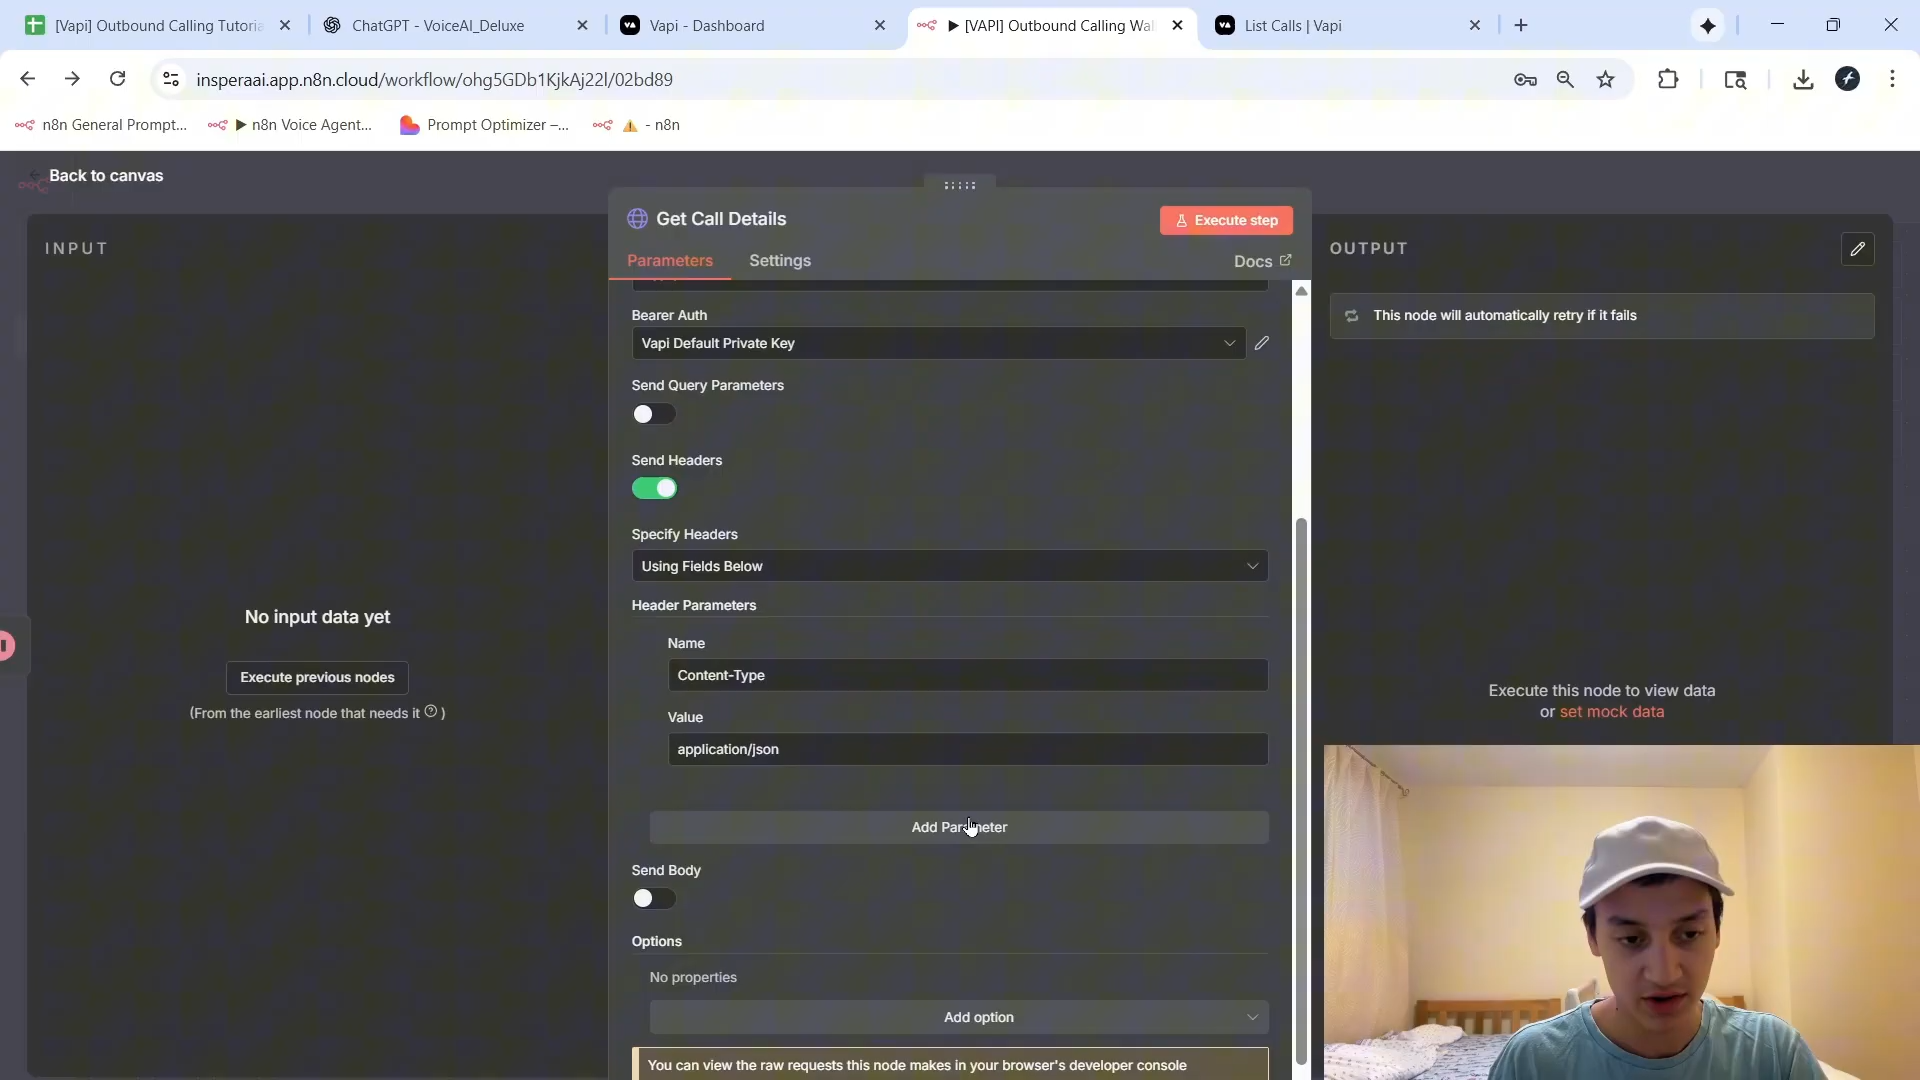 [Vapi] Outbound Calling Tutoria
ChatGPT - VoiceAI_Deluxe
Vapi - Dashboard
▶ [VAPI] Outbound Calling Wal
List Calls | Vapi
insperaai.app.n8n.cloud/workflow/ohg5GDb1KjkAj22l/02bd89
n8n General Prompt...
▶ n8n Voice Agent...
Prompt Optimizer –...
⚠ - n8n
Back to canvas
INPUT
Get Call Details
Execute step
OUTPUT
Parameters
Settings
Docs
Bearer Auth
This node will automatically retry if it fails
Vapi Default Private Key
Send Query Parameters
Send Headers
Specify Headers
Using Fields Below
Header Parameters
No input data yet
Name
Execute previous nodes
Content-Type
(From the earliest node that needs it ? )
Execute this node to view data
or set mock data
Value
application/json
Add Parameter
Send Body
Options
No properties
Add option
You can view the raw requests this node makes in your browser's developer console